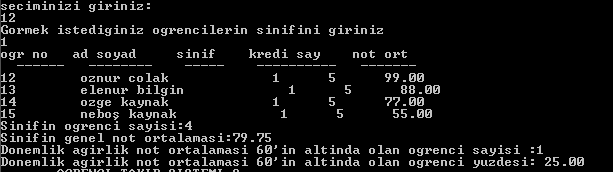 seciminizi giriniz:
12
Gormek istediginiz ogrencilerin sinifini giriniz
1
ogr no ad soyad sinif kredi say not ort
------ -------- ----- ---------- -------
12 oznur colak 1 5 99.00
13 elenur bilgin 1 5 88.00
14 ozge kaynak 1 5 77.00
15 neboş kaynak 1 5 55.00
Sinifin ogrenci sayisi:4
Sinifin genel not ortalamasi:79.75
Donemlik agirlik not ortalamasi 60'in altinda olan ogrenci sayisi :1
Donemlik agirlik not ortalamasi 60'in altinda olan ogrenci yuzdesi: 25.00